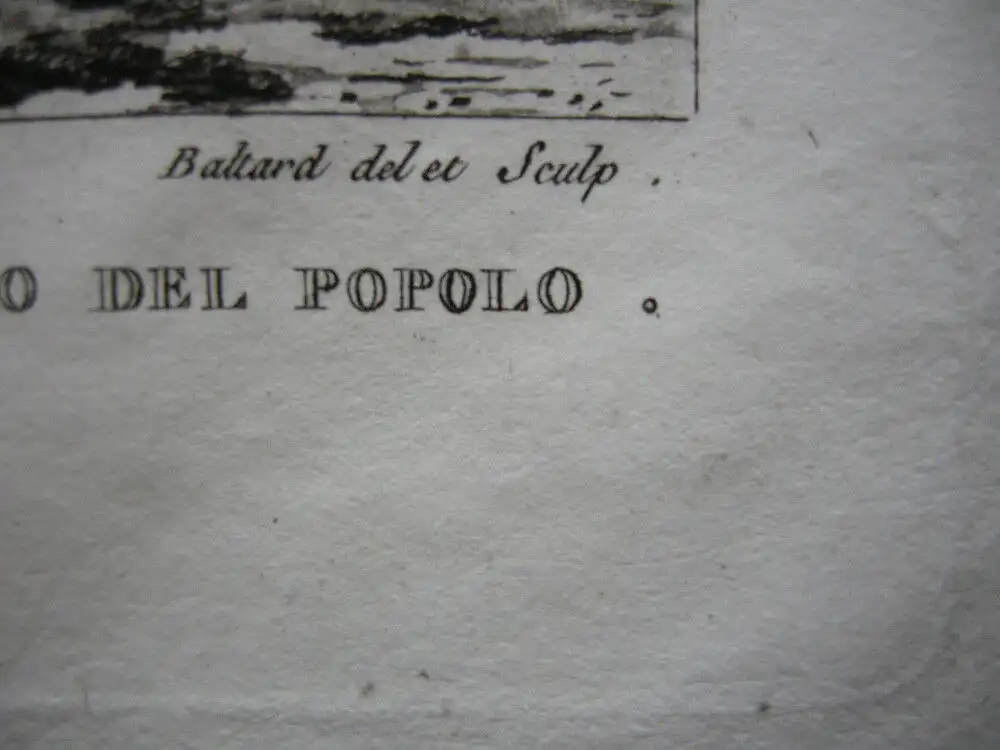 Baltard del et Sculp .
O DEL POPOLO .